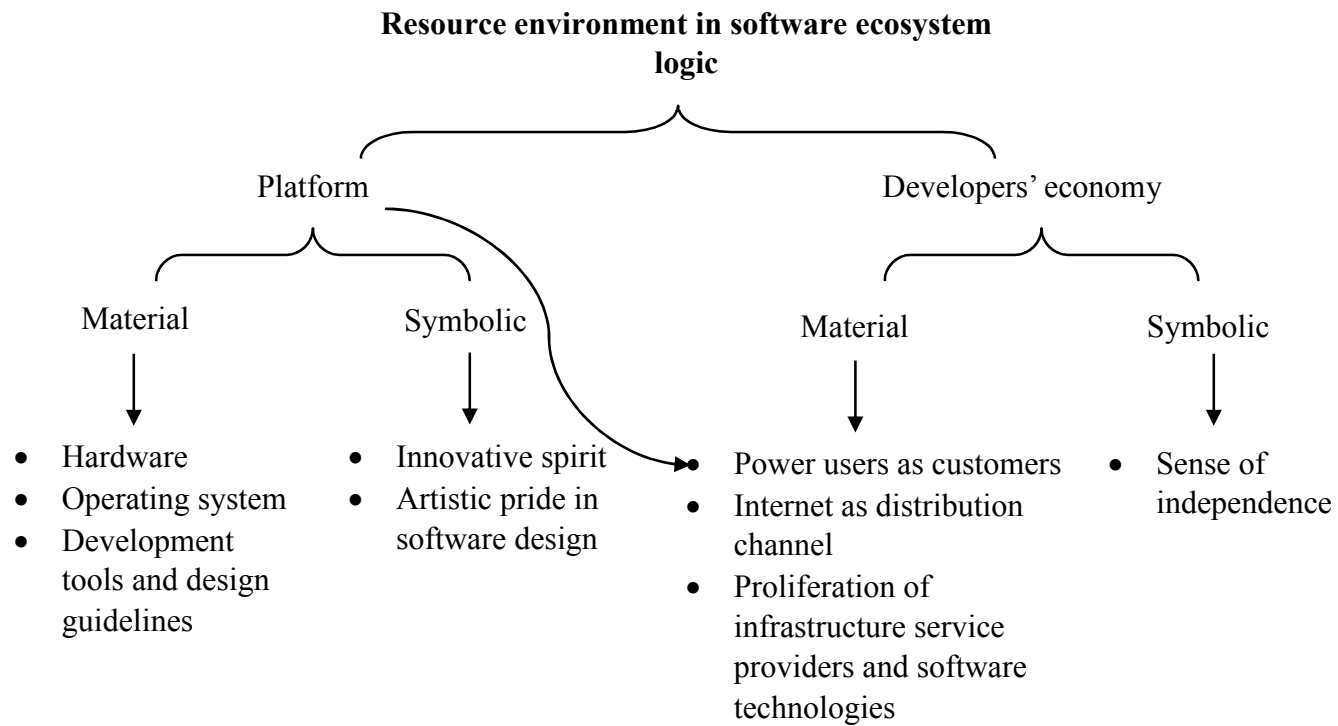 Resource environment in software ecosystem
logic
Platform
Developers’ economy
Material
Symbolic
Material
Symbolic
• Hardware
• Operating system
• Development
tools and design
guidelines
• Innovative spirit
• Artistic pride in
software design
• Power users as customers
• Internet as distribution
channel
• Proliferation of
infrastructure service
providers and software
technologies
• Sense of
independence